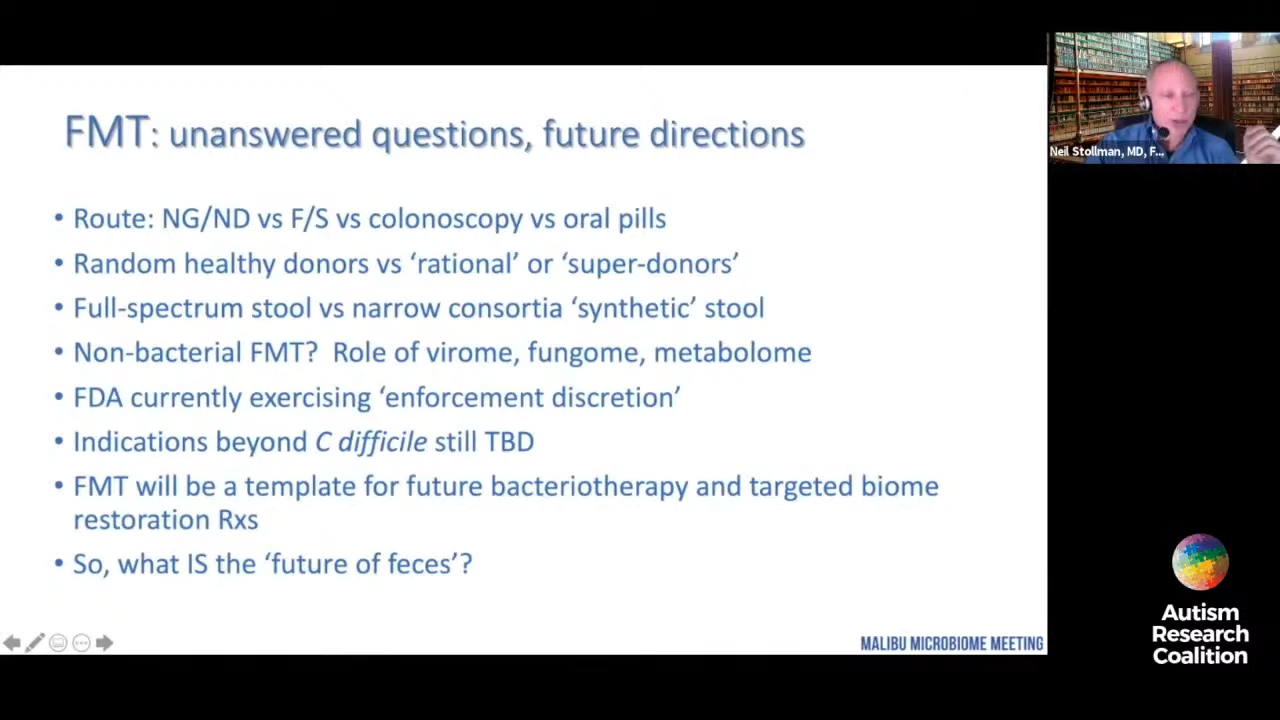 FMT: unanswered questions, future directions
• Route: NG/ND vs F/S vs colonoscopy vs oral pills
• Random healthy donors vs ‘rational’ or ‘super-donors’
• Full-spectrum stool vs narrow consortia ‘synthetic’ stool
• Non-bacterial FMT? Role of virome, fungome, metabolome
• FDA currently exercising ‘enforcement discretion’
• Indications beyond C difficile still TBD
• FMT will be a template for future bacteriotherapy and targeted biome
restoration Rxs
• So, what IS the ‘future of feces’?
MALIBU MICROBIOME MEETING
Neil Stollman, MD, F...
Autism
Research
Coalition